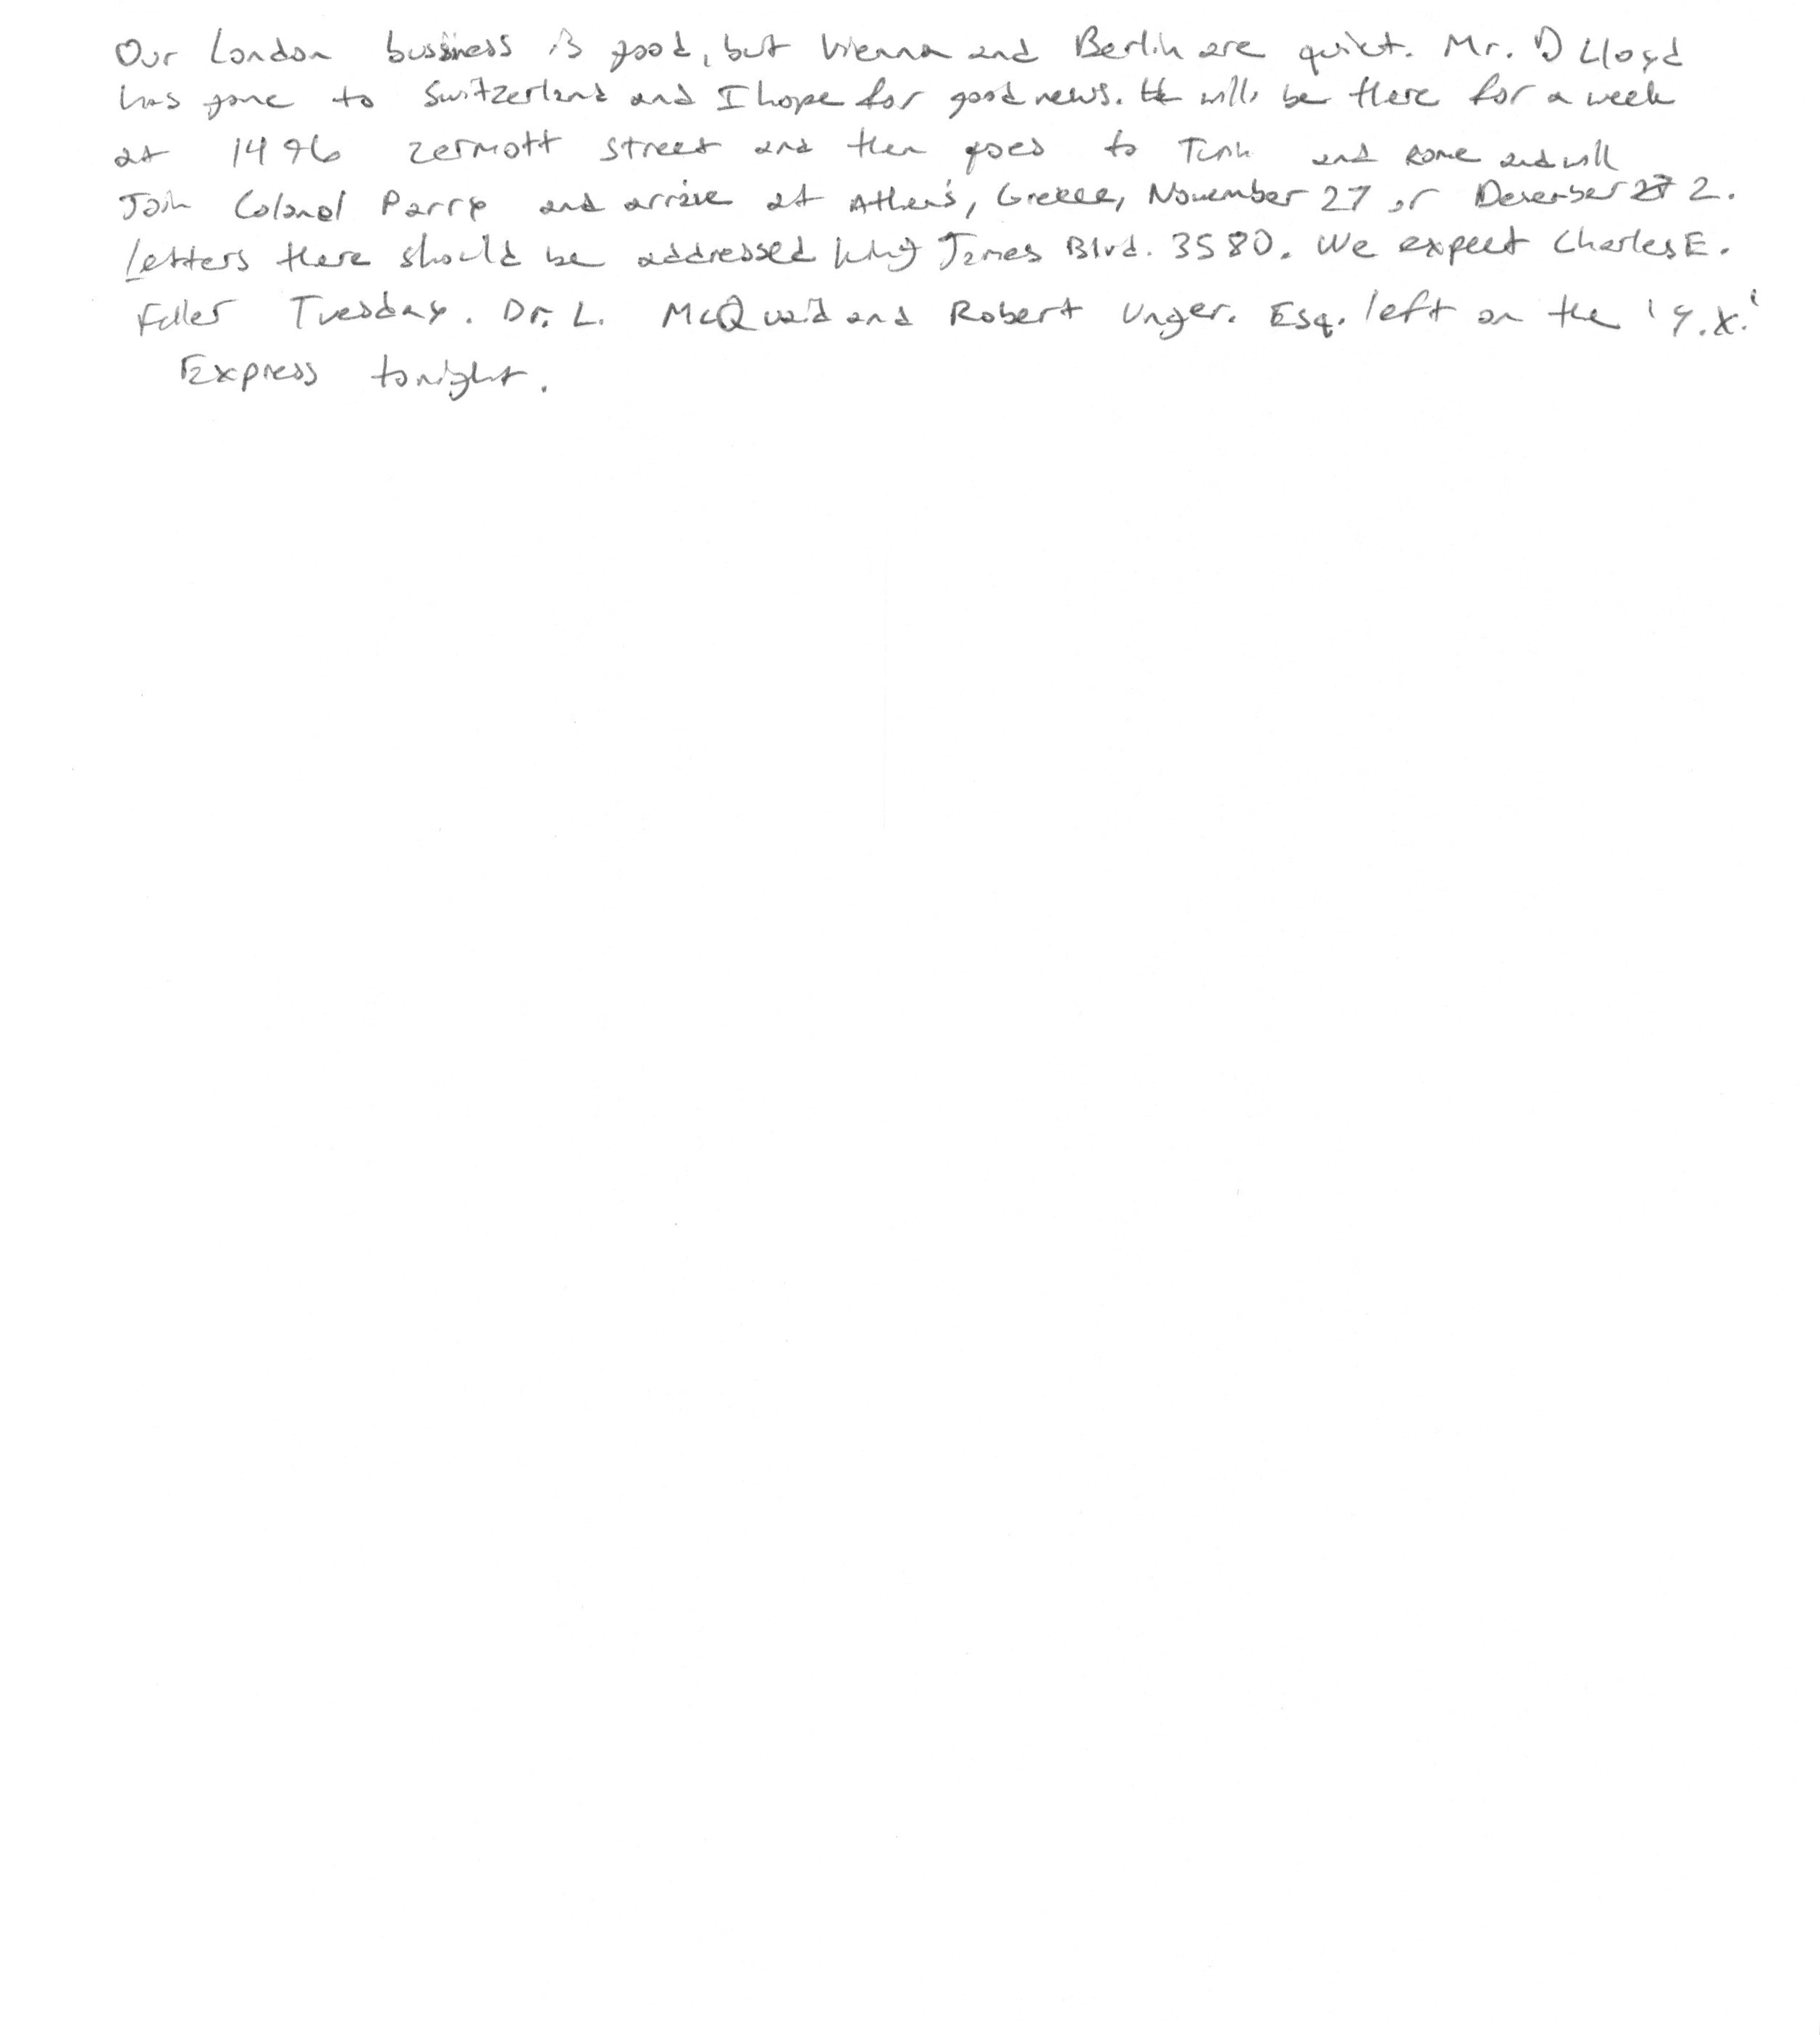 Our London business is good, but Vienna and Berlin are quiet. Mr. D Lloyd
has gone to Switzerland and I hope for good news. He will be there for a week
at 1496 zermott street and then goes to Turin and Rome and will
Join Colonel Parry and arrive at Athens, Greece, November 27 or December 2.
letters there should be addressed King James Blvd. 3580. We expect Charles E.
Fuller Tuesday. Dr. L. McQuaid and Robert Unger. Esq. left on the 'Y.X.'
Express tonight.